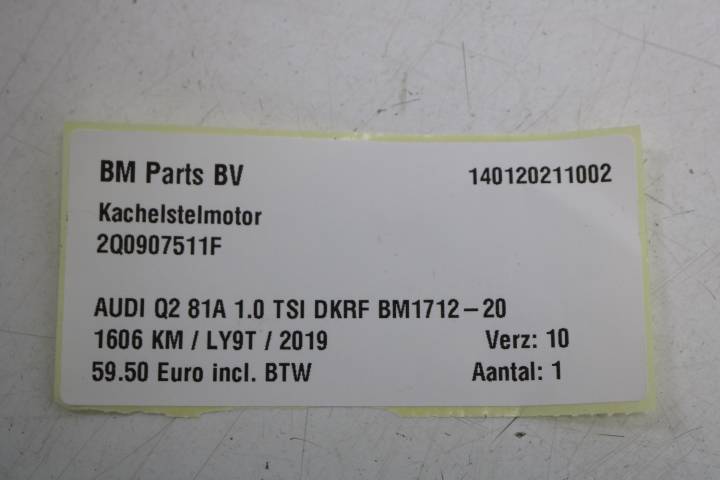 BM Parts BV 140120211002
Kachelstelmotor
2Q0907511F
AUDI Q2 81A 1.0 TSI DKRF BM1712-20
1606 KM / LY9T / 2019 Verz: 10
59.50 Euro incl. BTW Aantal: 1